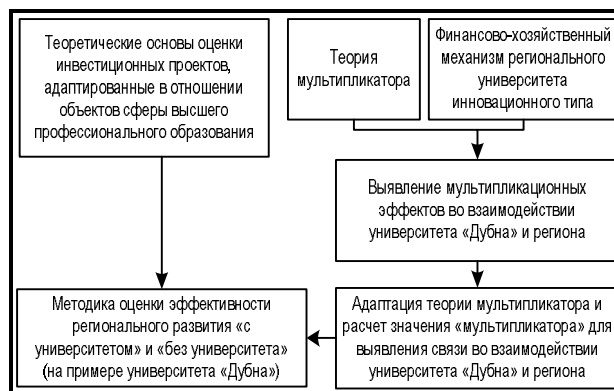 Теоретические основы оценки
инвестиционных проектов,
адаптированные в отношении
объектов сферы высшего
профессионального образования
Теория
мультипликатора
Финансово-хозяйственный
механизм регионального
университета
инновационного типа
Выявление мультипликационных
эффектов во взаимодействии
университета «Дубна» и региона
Методика оценки эффективности
регионального развития «с
университетом» и «без университета»
(на примере университета «Дубна»)
Адаптация теории мультипликатора и
расчет значения «мультипликатора» для
выявления связи во взаимодействии
университета «Дубна» и региона